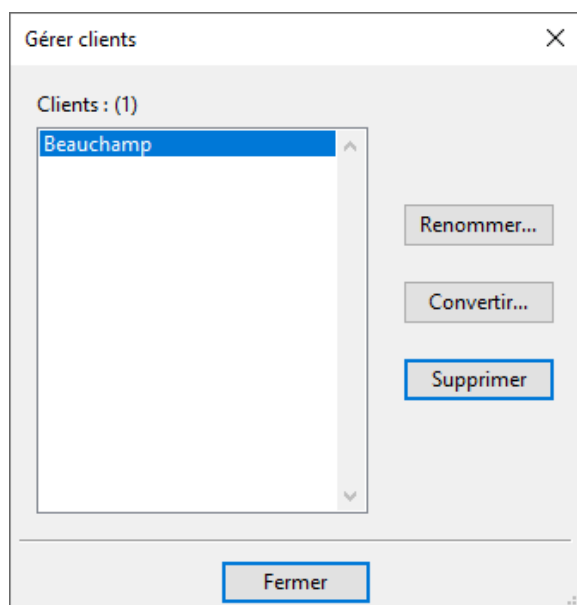 Gérer clients
Clients : (1)
Beauchamp
Renommer...
Convertir...
Supprimer
Fermer